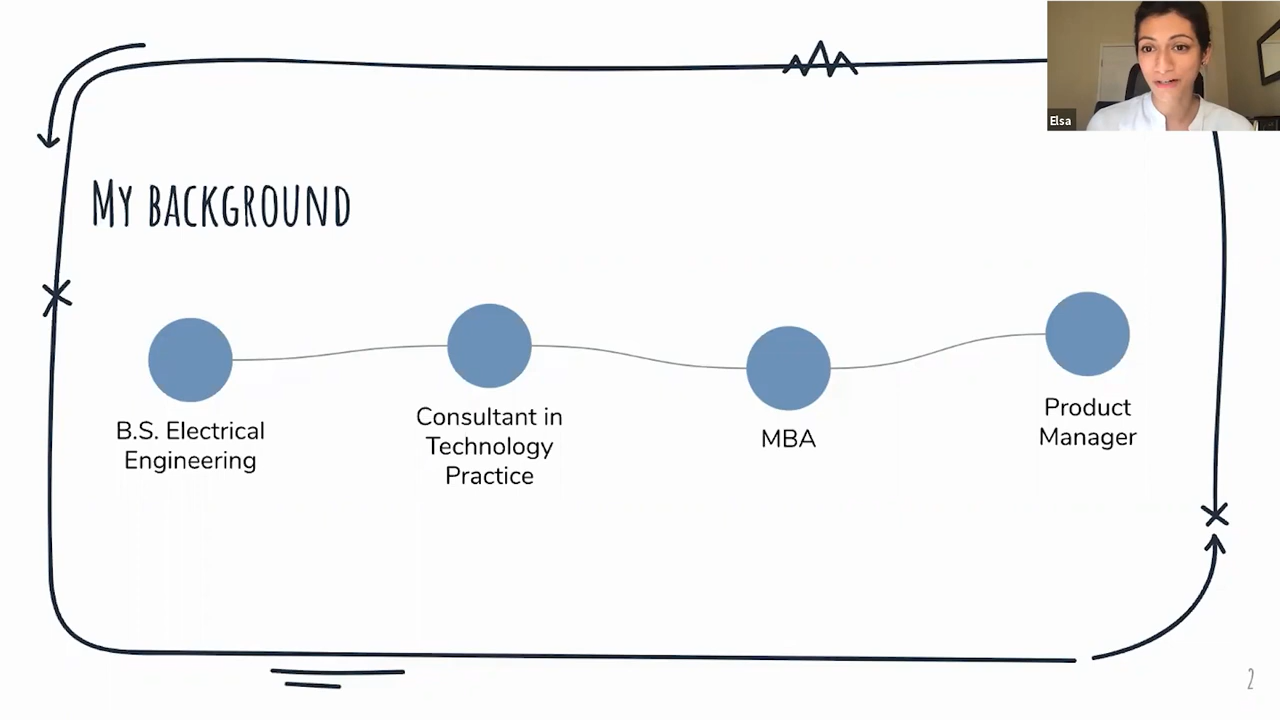 Elsa
My background
B.S. Electrical
Engineering
Consultant in
Technology
Practice
MBA
Product
Manager
2